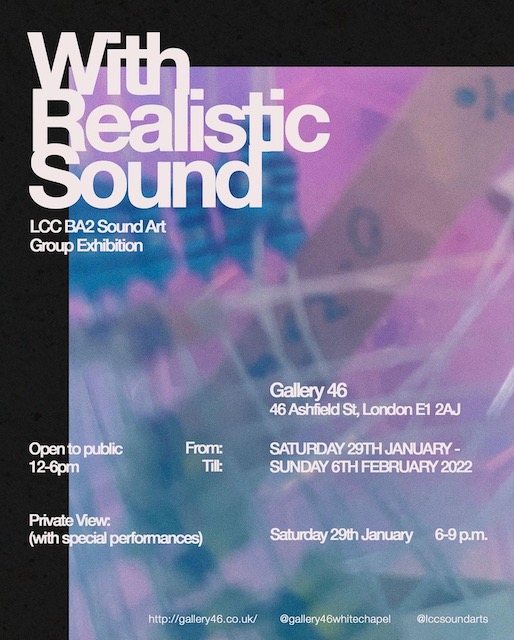 With
Realistic
Sound
LCC BA2 Sound Art
Group Exhibition
Gallery 46
46 Ashfield St, London E1 2AJ
Open to public
12-6pm
From:
Till:
SATURDAY 29TH JANUARY -
SUNDAY 6TH FEBRUARY 2022
Private View:
(with special performances)
Saturday 29th January 6-9 p.m.
http://gallery46.co.uk/ @gallery46whitechapel @lccsoundarts